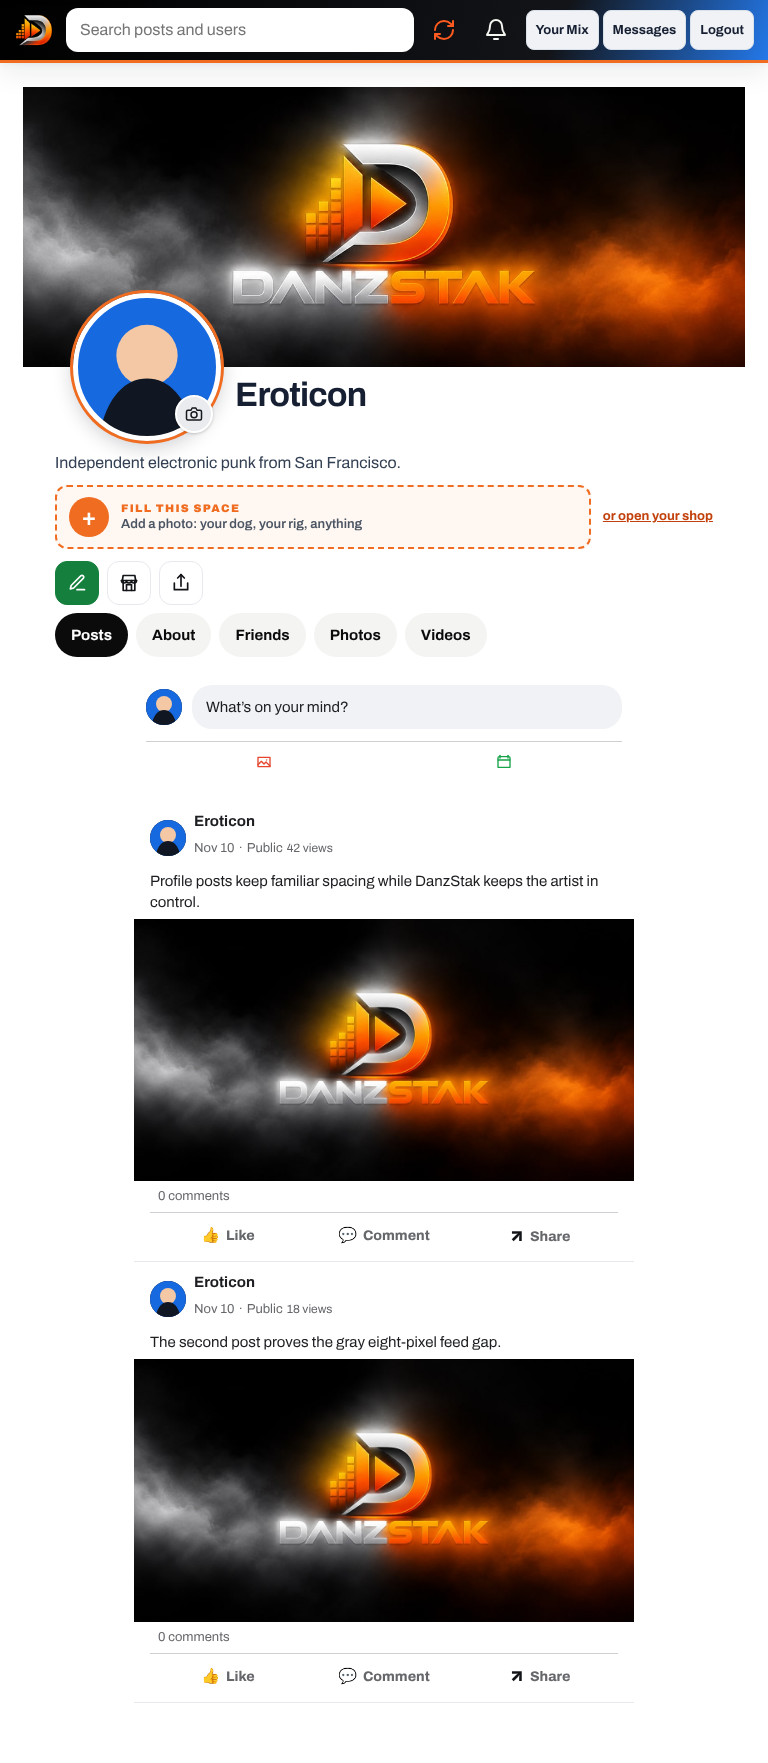 Search posts and users
Your Mix
Messages
Logout
DANZSTAK
Eroticon
Independent electronic punk from San Francisco.
+
FILL THIS SPACE
Add a photo: your dog, your rig, anything
or open your shop
Posts
About
Friends
Photos
Videos
What's on your mind?
Eroticon
Nov 10 · Public 42 views
Profile posts keep familiar spacing while DanzStak keeps the artist in
control.
DANZSTAK
0 comments
👍 Like
💬 Comment
Share
Eroticon
Nov 10 · Public 18 views
The second post proves the gray eight-pixel feed gap.
DANZSTAK
0 comments
👍 Like
💬 Comment
Share